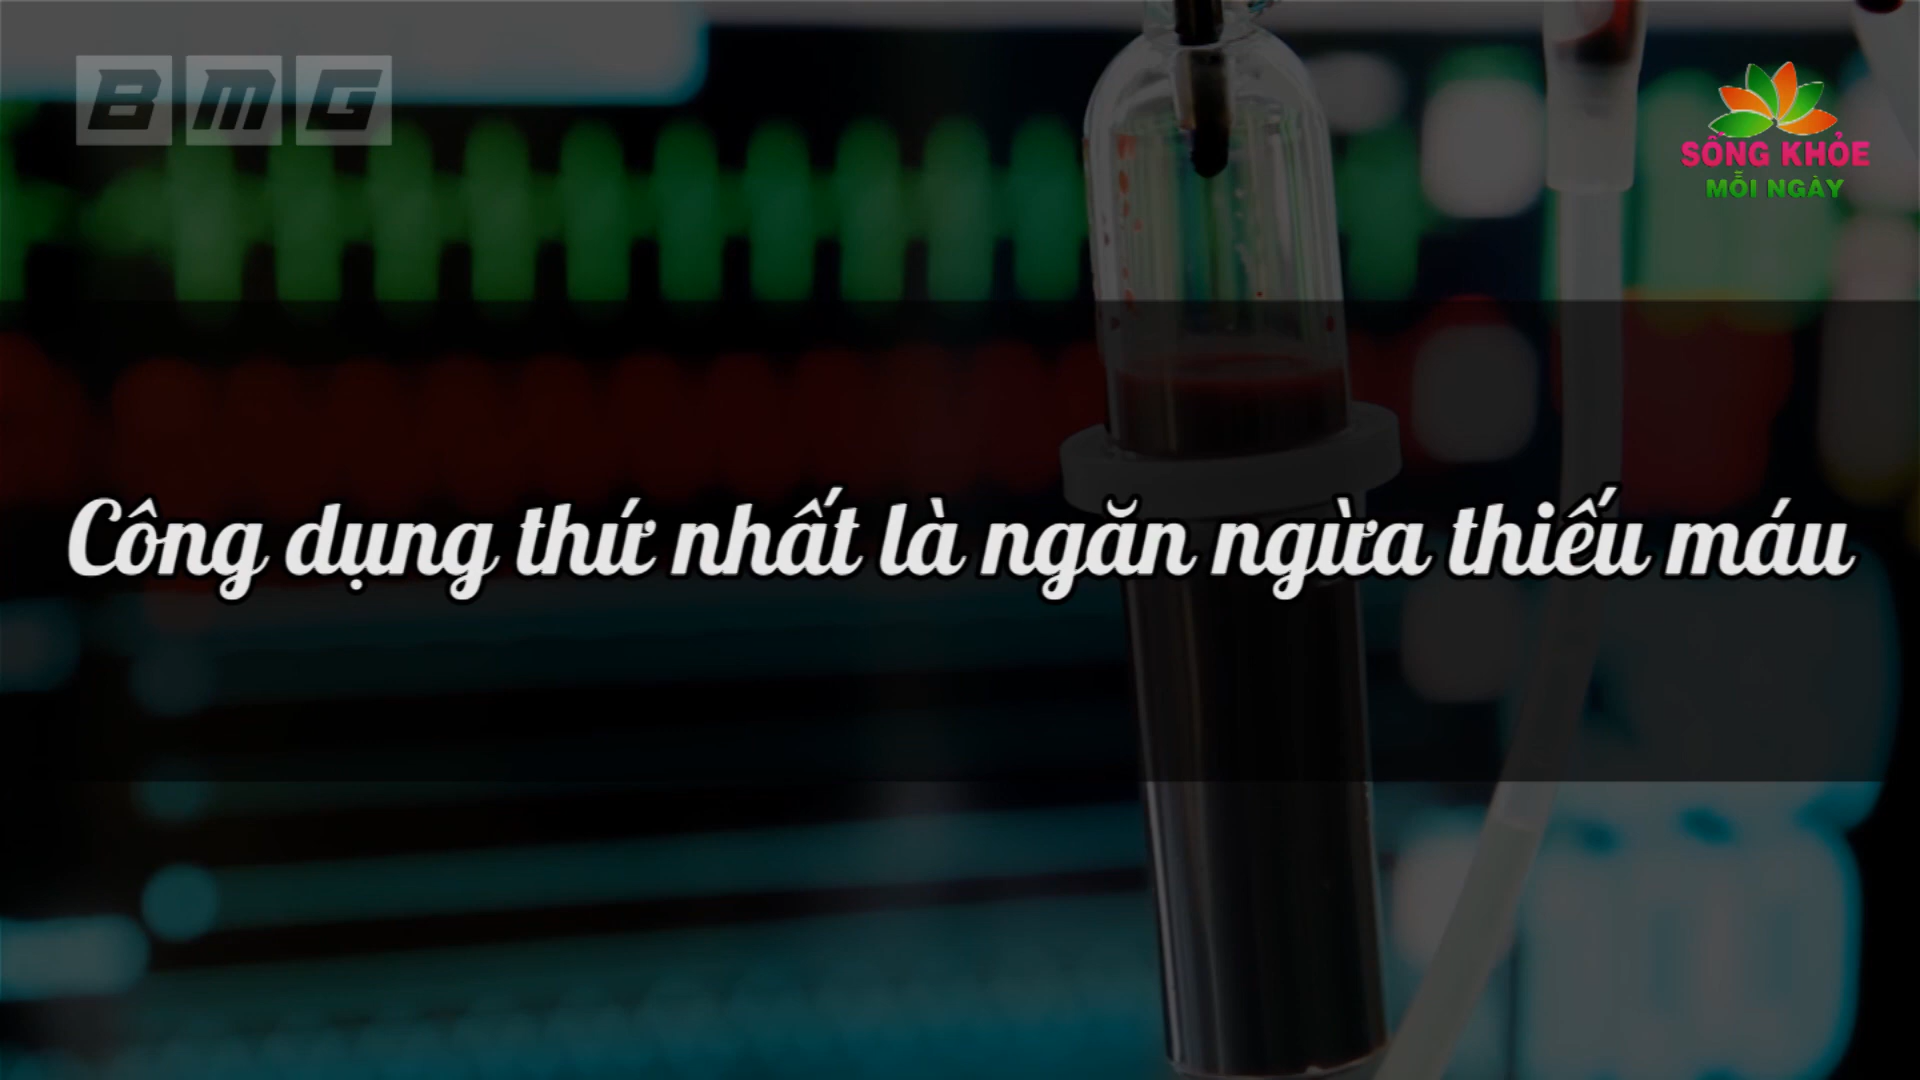 BMG
SỐNG KHỎE
MỖI NGÀY
Công dụng thứ nhất là ngăn ngừa thiếu máu